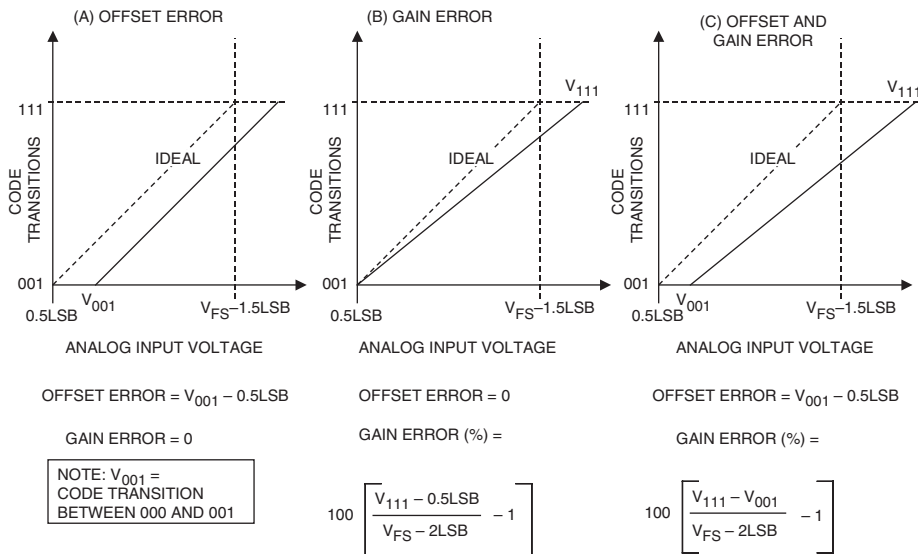 (A) OFFSET ERROR
111
CODE
TRANSITIONS
IDEAL
001
0.5LSB
V001
VFS–1.5LSB
ANALOG INPUT VOLTAGE
OFFSET ERROR = V001 – 0.5LSB
GAIN ERROR = 0
NOTE: V001 =
CODE TRANSITION
BETWEEN 000 AND 001
(B) GAIN ERROR
V111
111
CODE
TRANSITIONS
IDEAL
001
0.5LSB
VFS–1.5LSB
ANALOG INPUT VOLTAGE
OFFSET ERROR = 0
GAIN ERROR (%) =
100 [ V111 – 0.5LSB
VFS – 2LSB
– 1 ]
(C) OFFSET AND
GAIN ERROR
V111
111
CODE
TRANSITIONS
IDEAL
001
0.5LSB
V001
VFS–1.5LSB
ANALOG INPUT VOLTAGE
OFFSET ERROR = V001 – 0.5LSB
GAIN ERROR (%) =
100 [ V111 – V001
VFS – 2LSB
– 1 ]